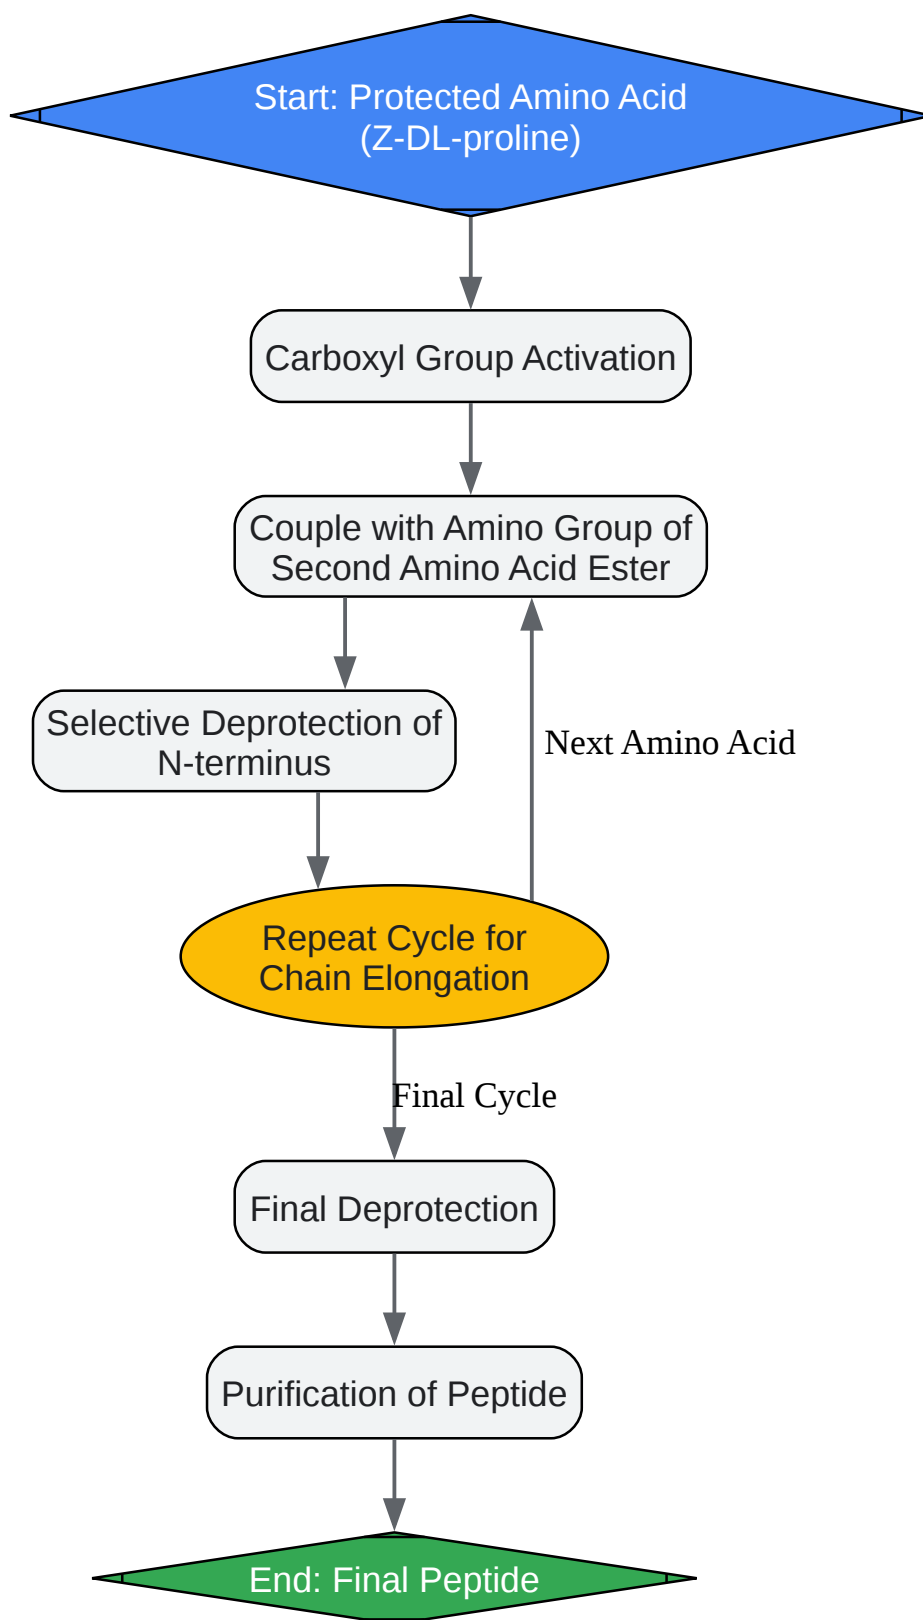 Start: Protected Amino Acid
(Z-DL-proline)
Carboxyl Group Activation
Couple with Amino Group of
Second Amino Acid Ester
Selective Deprotection of
N-terminus
Next Amino Acid
Repeat Cycle for
Chain Elongation
Final Cycle
Final Deprotection
Purification of Peptide
End: Final Peptide